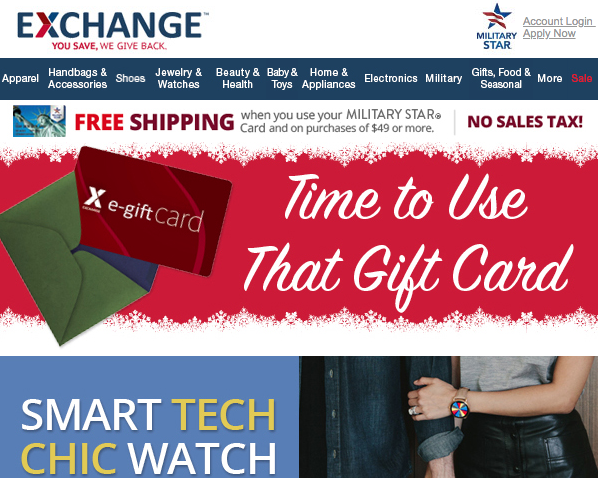 EXCHANGE™
YOU SAVE, WE GIVE BACK.
MILITARY
STAR.
Account Login
Apply Now
Apparel
Handbags &
Accessories
Shoes
Jewelry &
Watches
Beauty &
Health
Baby &
Toys
Home &
Appliances
Electronics
Military
Gifts, Food &
Seasonal
More
Sale
FREE SHIPPING
when you use your MILITARY STAR®
Card and on purchases of $49 or more.
NO SALES TAX!
X
EXCHANGE
e-gift card
Time to Use
That Gift Card
SMART TECH
CHIC WATCH